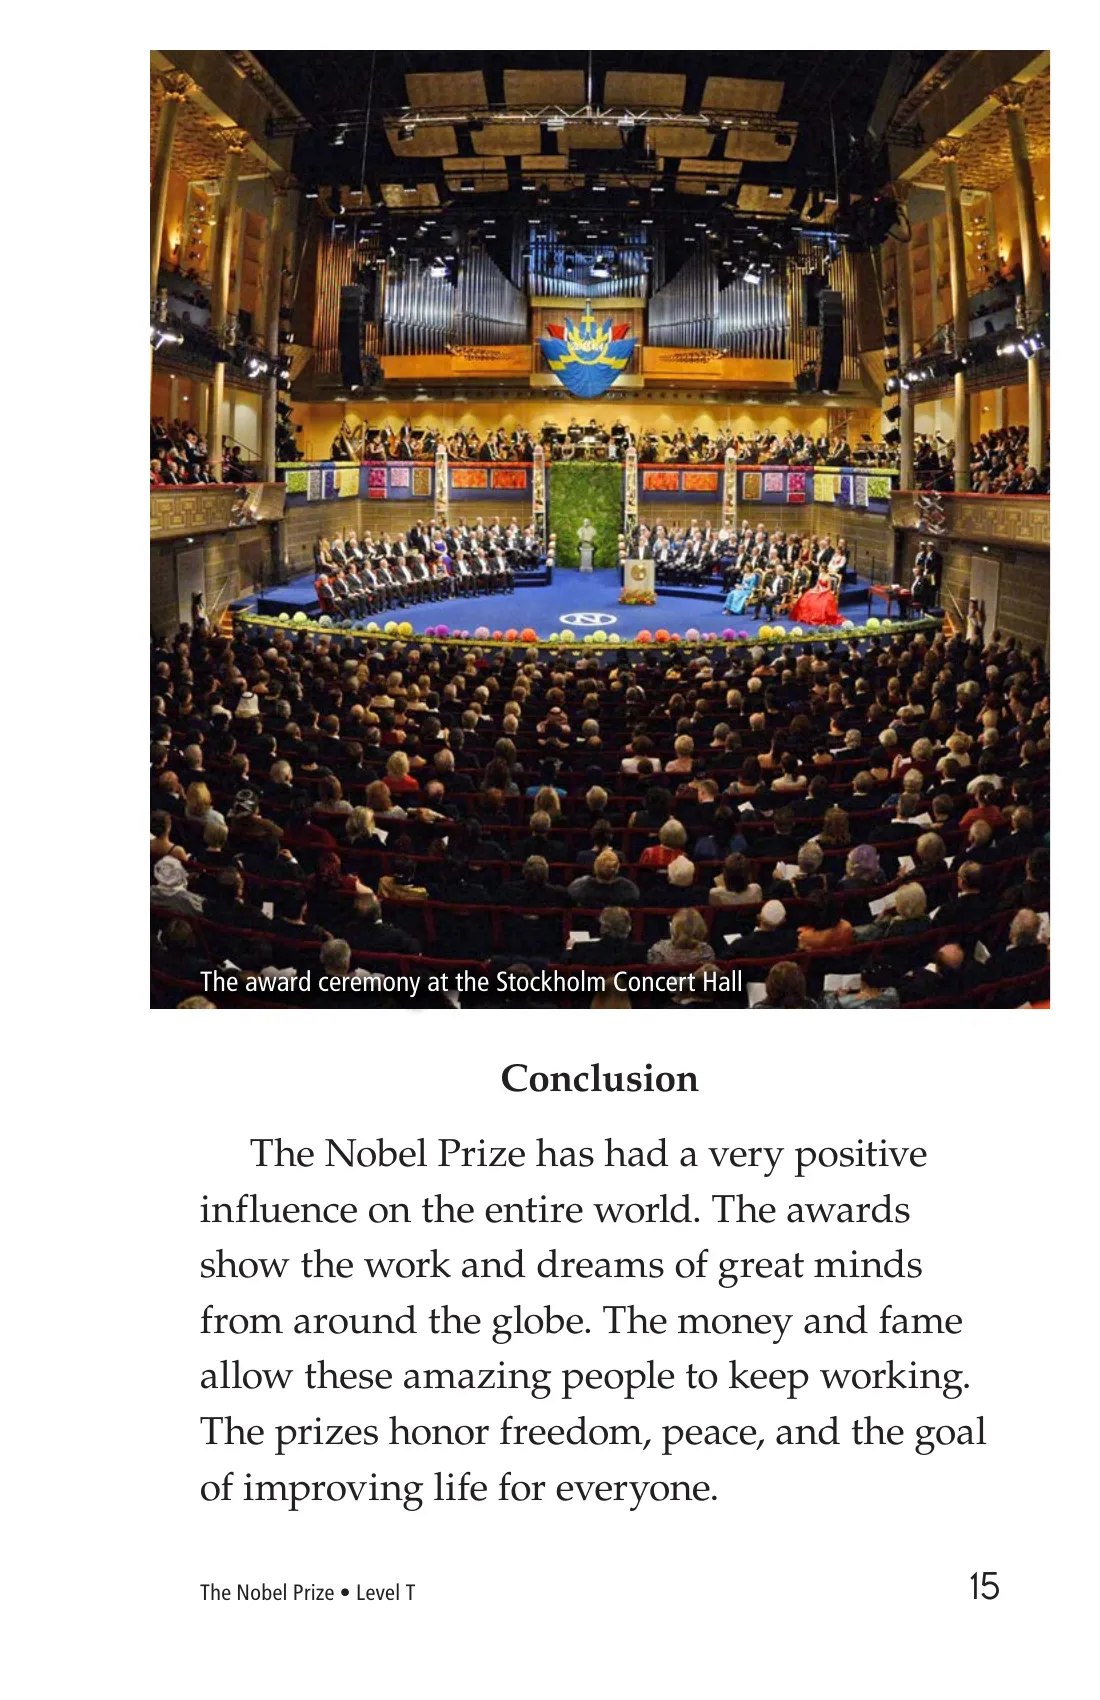 The award ceremony at the Stockholm Concert Hall
Conclusion
The Nobel Prize has had a very positive
influence on the entire world. The awards
show the work and dreams of great minds
from around the globe. The money and fame
allow these amazing people to keep working.
The prizes honor freedom, peace, and the goal
of improving life for everyone.
The Nobel Prize • Level T
15